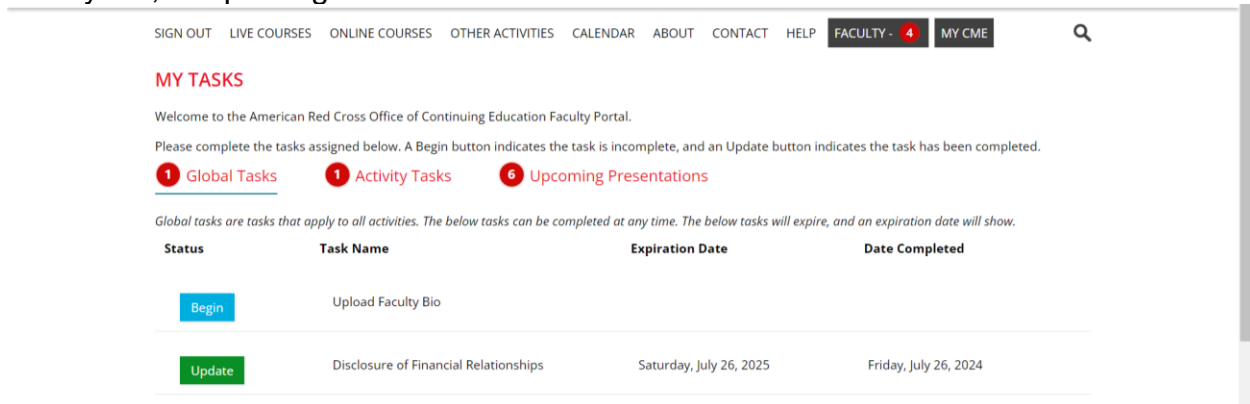 SIGN OUT LIVE COURSES ONLINE COURSES OTHER ACTIVITIES CALENDAR ABOUT CONTACT HELP FACULTY - 4 MY CME
MY TASKS
Welcome to the American Red Cross Office of Continuing Education Faculty Portal.
Please complete the tasks assigned below. A Begin button indicates the task is incomplete, and an Update button indicates the task has been completed.
1 Global Tasks 1 Activity Tasks 6 Upcoming Presentations
Global tasks are tasks that apply to all activities. The below tasks can be completed at any time. The below tasks will expire, and an expiration date will show.
Status Task Name Expiration Date Date Completed
Begin Upload Faculty Bio
Update Disclosure of Financial Relationships Saturday, July 26, 2025 Friday, July 26, 2024